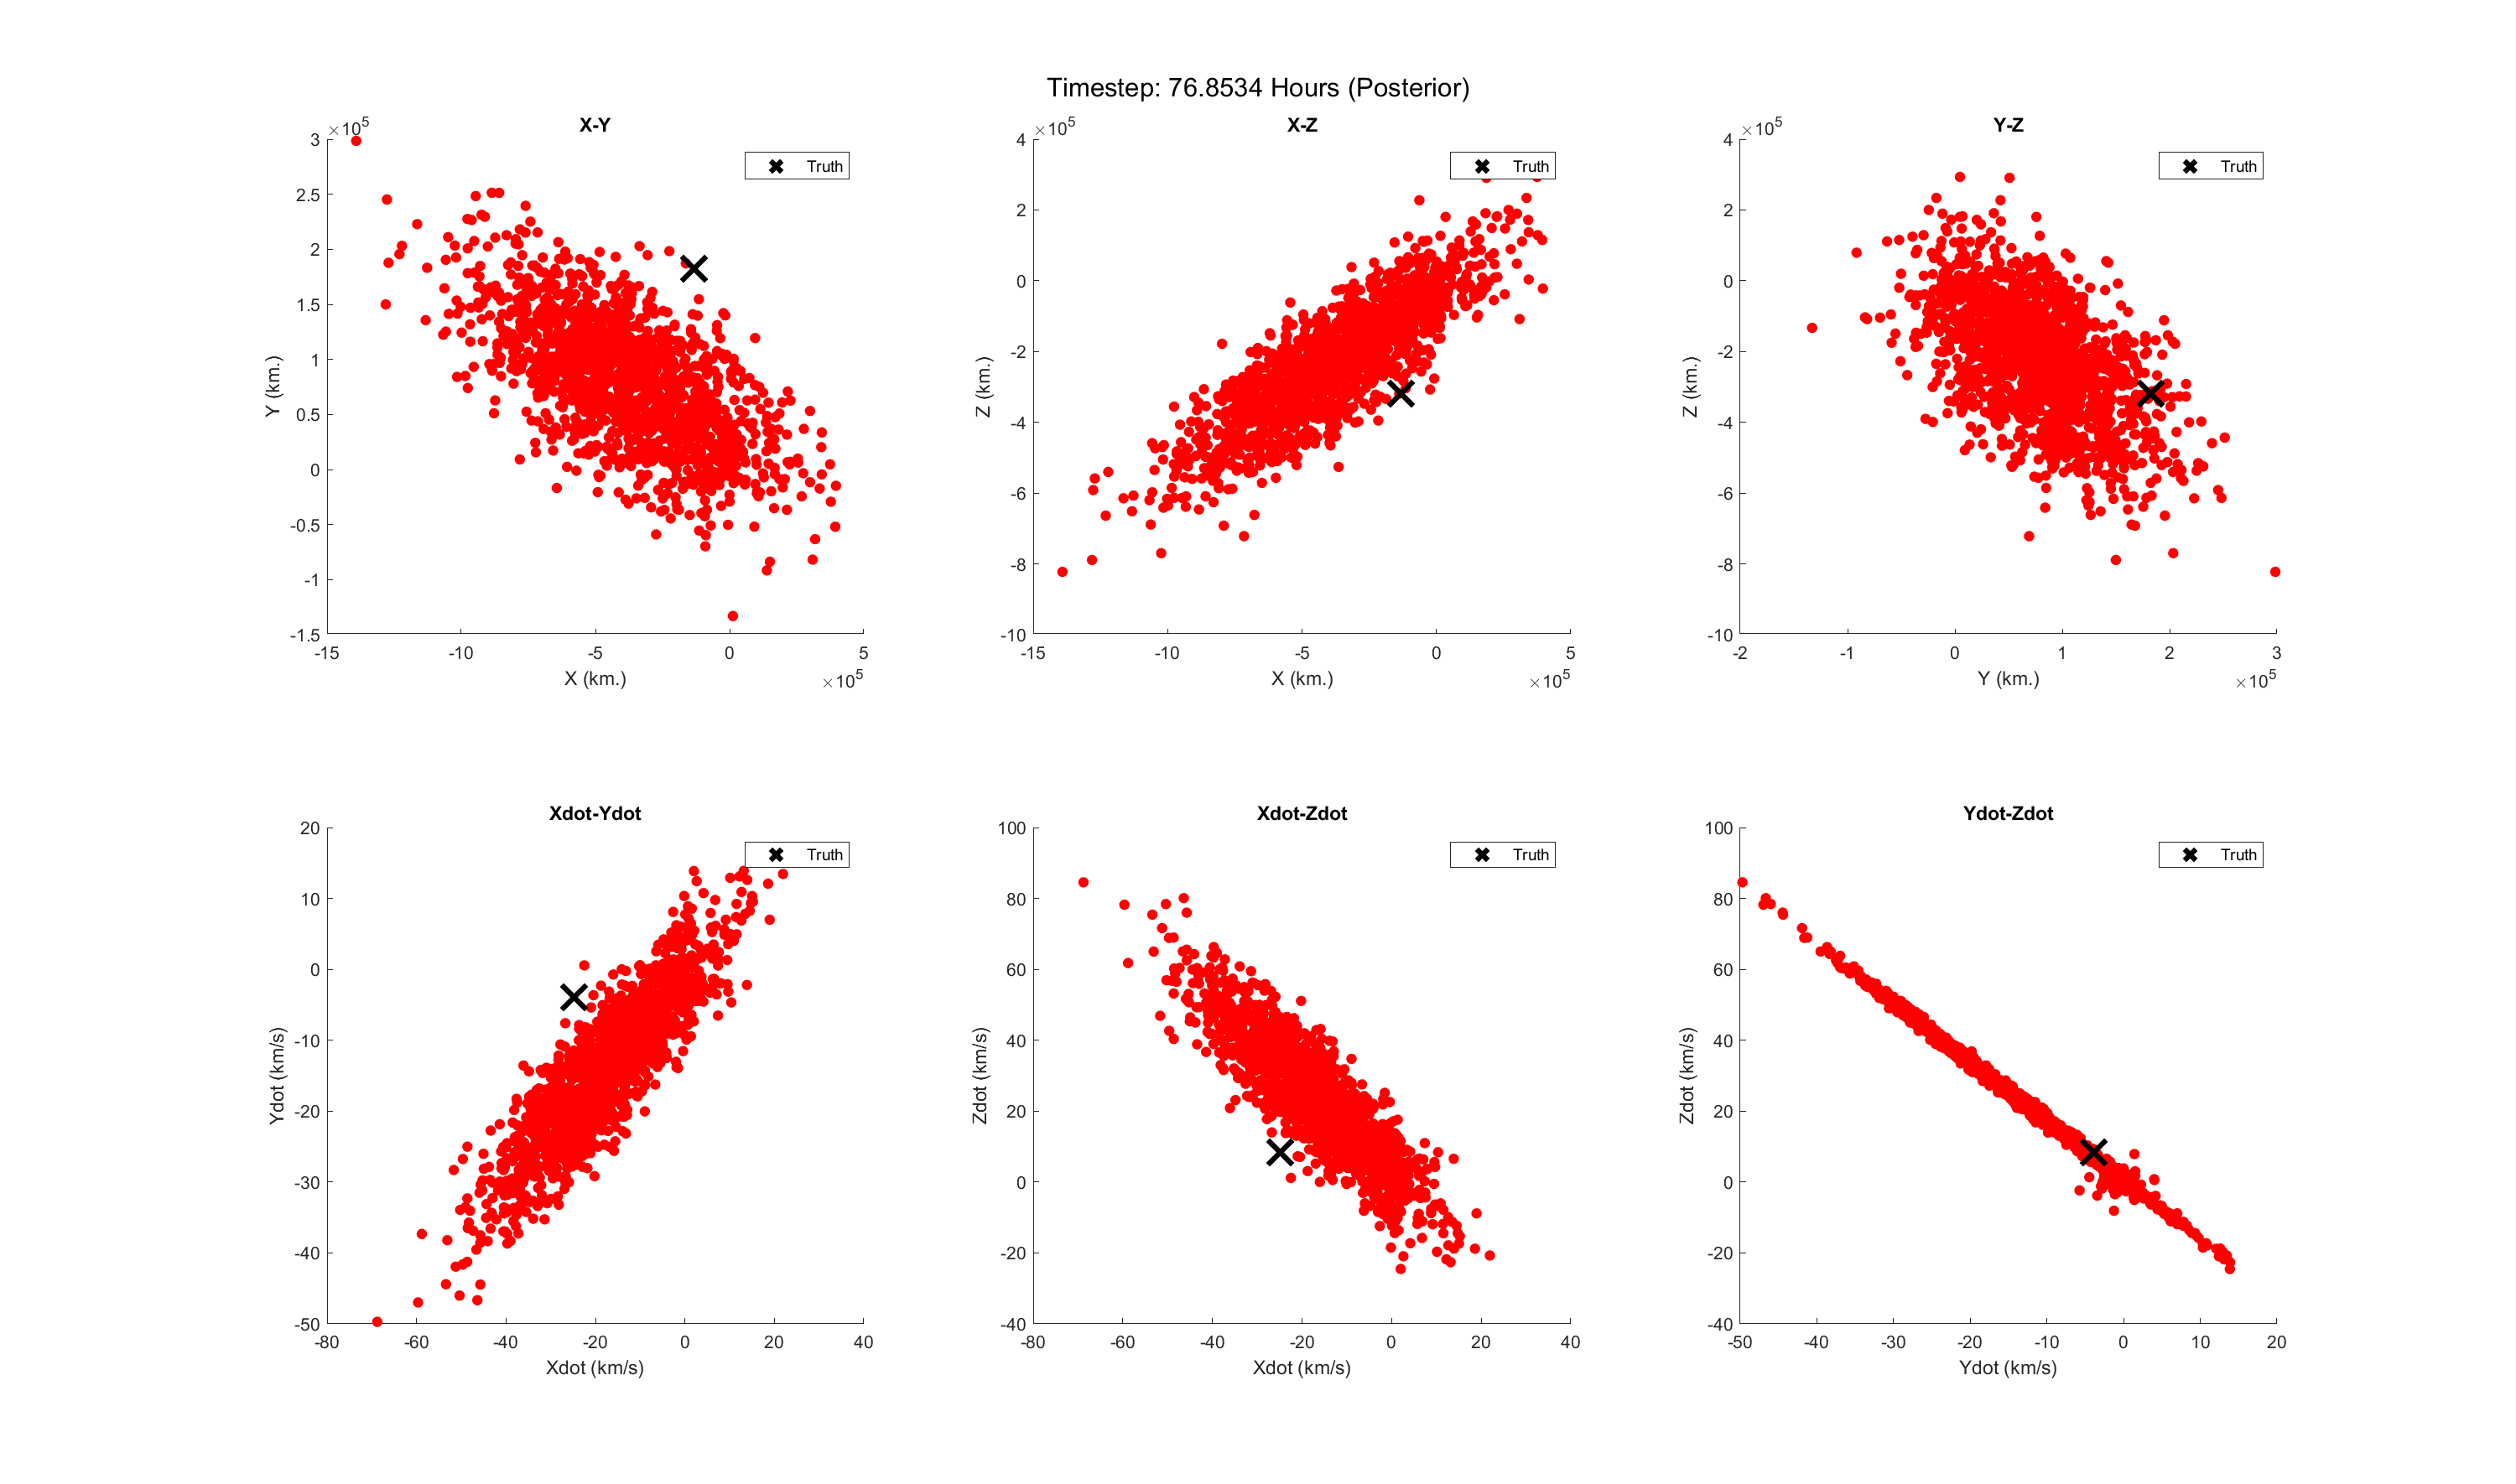 Timestep: 76.8534 Hours (Posterior)
X-Y
×10^5
Truth
3
2.5
2
1.5
1
0.5
0
-0.5
-1
-1.5
Y (km.)
-15 -10 -5 0 5
X (km.)
×10^5
X-Z
×10^5
Truth
4
2
0
-2
-4
-6
-8
-10
Z (km.)
-15 -10 -5 0 5
X (km.)
×10^5
Y-Z
×10^5
Truth
4
2
0
-2
-4
-6
-8
-10
Z (km.)
-2 -1 0 1 2 3
Y (km.)
×10^5
Xdot-Ydot
Truth
20
10
0
-10
-20
-30
-40
-50
Ydot (km/s)
-80 -60 -40 -20 0 20 40
Xdot (km/s)
Xdot-Zdot
Truth
100
80
60
40
20
0
-20
-40
Zdot (km/s)
-80 -60 -40 -20 0 20 40
Xdot (km/s)
Ydot-Zdot
Truth
100
80
60
40
20
0
-20
-40
Zdot (km/s)
-50 -40 -30 -20 -10 0 10 20
Ydot (km/s)